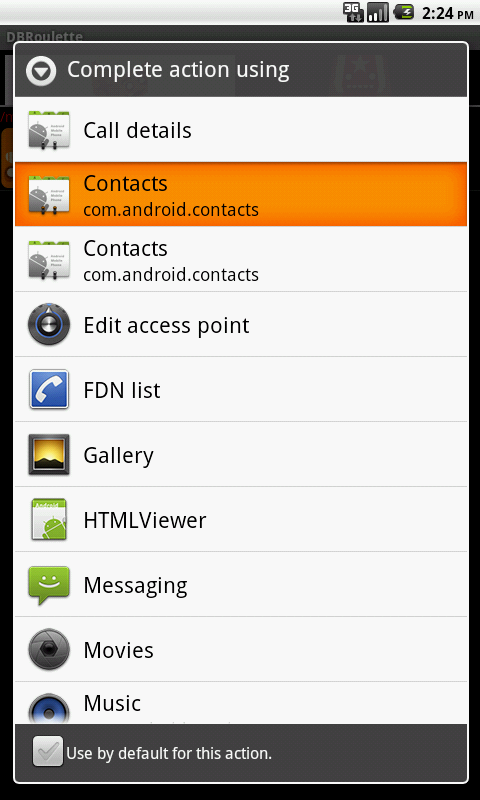 3G
2:24 PM
DBRoulette
Complete action using
Call details
Contacts
com.android.contacts
Contacts
com.android.contacts
Edit access point
FDN list
Gallery
HTMLViewer
Messaging
Movies
Music
Use by default for this action.